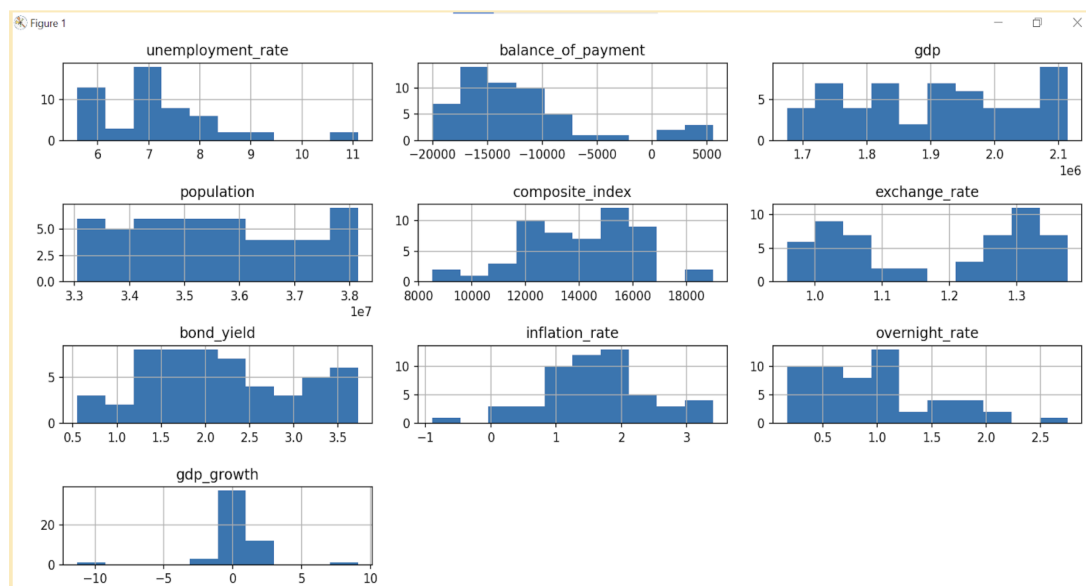 Figure 1
unemployment_rate
10
0
6 7 8 9 10 11
balance_of_payment
10
5
0
−20000 −15000 −10000 −5000 0 5000
gdp
5
0
1.7 1.8 1.9 2.0 2.1
1e6
population
5.0
2.5
0.0
3.3 3.4 3.5 3.6 3.7 3.8
1e7
composite_index
10
5
0
8000 10000 12000 14000 16000 18000
exchange_rate
10
5
0
1.0 1.1 1.2 1.3
bond_yield
5
0
0.5 1.0 1.5 2.0 2.5 3.0 3.5
inflation_rate
10
5
0
−1 0 1 2 3
overnight_rate
10
5
0
0.5 1.0 1.5 2.0 2.5
gdp_growth
20
0
−10 −5 0 5 10